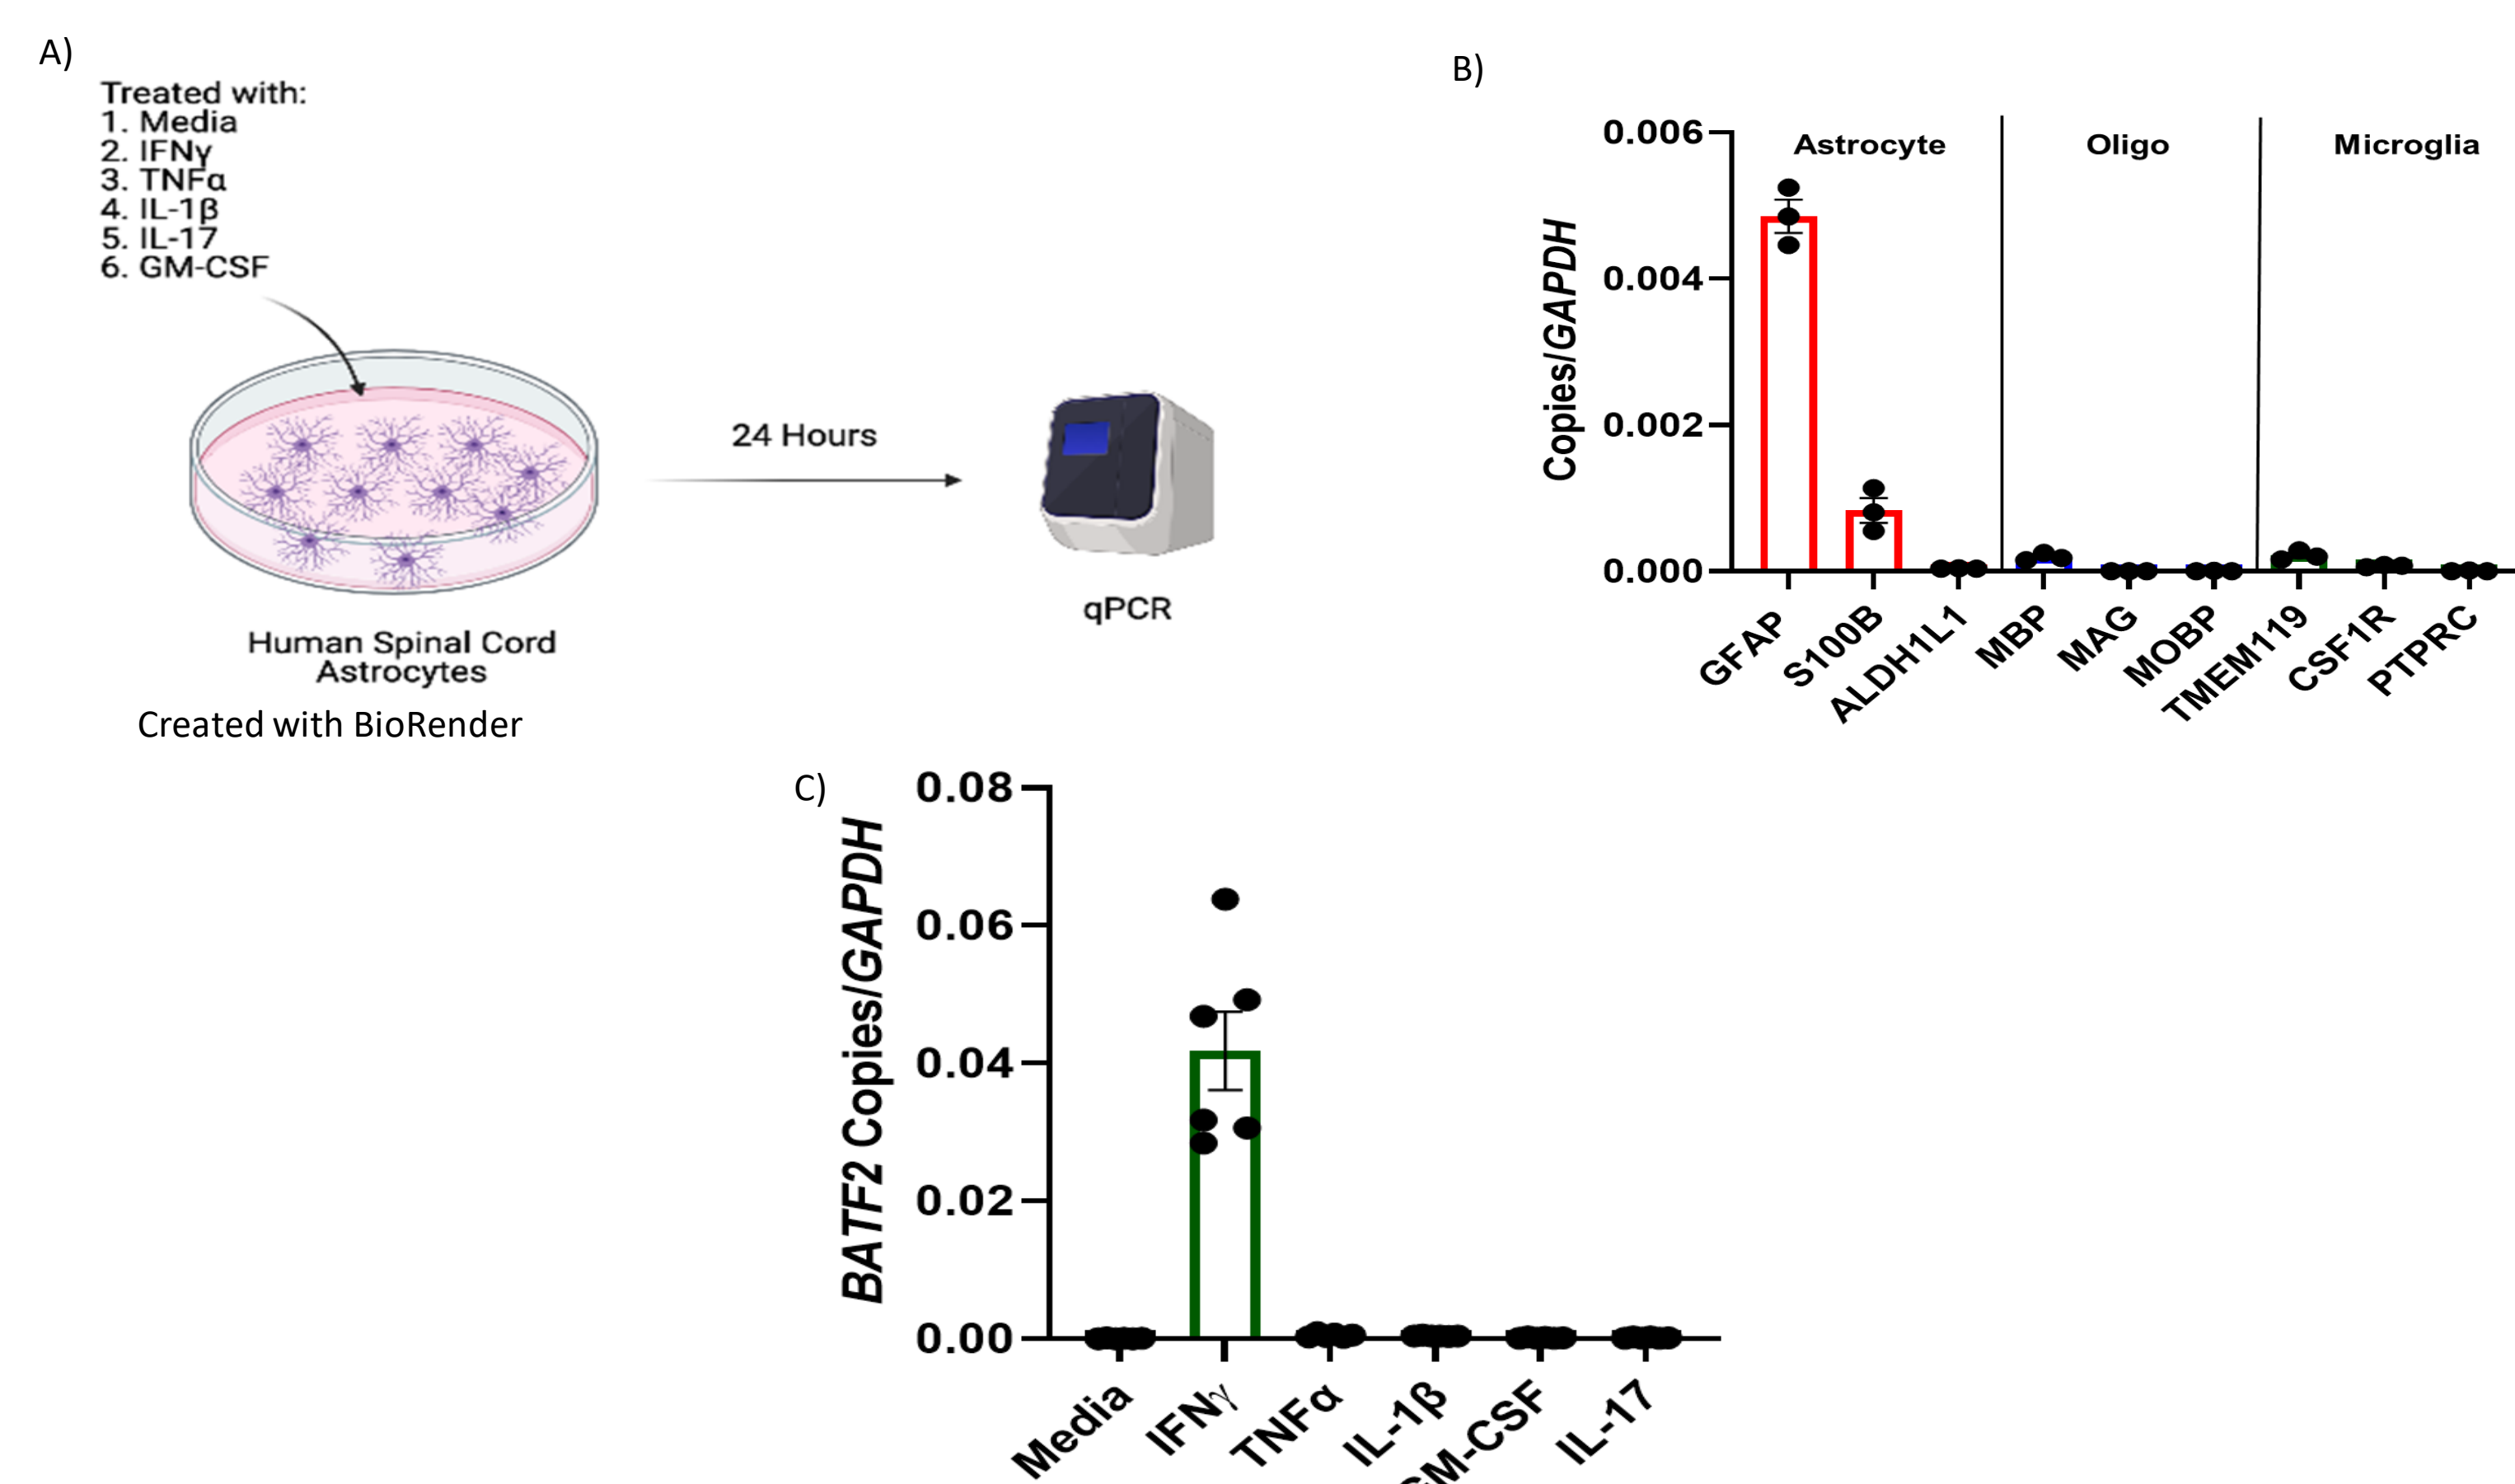 A)
Treated with:
1. Media
2. IFNγ
3. TNFα
4. IL-1β
5. IL-17
6. GM-CSF
24 Hours
qPCR
Human Spinal Cord
Astrocytes
Created with BioRender
B)
Copies/GAPDH
0.006
0.004
0.002
0.000
Astrocyte
Oligo
Microglia
GFAP
S100B
ALDH1L1
MBP
MAG
MOBP
TMEM119
CSF1R
PTPRC
C)
BATF2 Copies/GAPDH
0.08
0.06
0.04
0.02
0.00
Media
IFNγ
TNFα
IL-1β
GM-CSF
IL-17